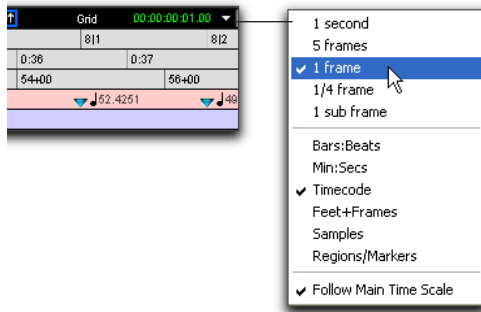 Grid 00:00:00:01.00
8|1 8|2
0:36 0:37
54+00 56+00
52.4251 49
1 second
5 frames
1 frame
1/4 frame
1 sub frame
Bars:Beats
Min:Secs
Timecode
Feet+Frames
Samples
Regions/Markers
Follow Main Time Scale